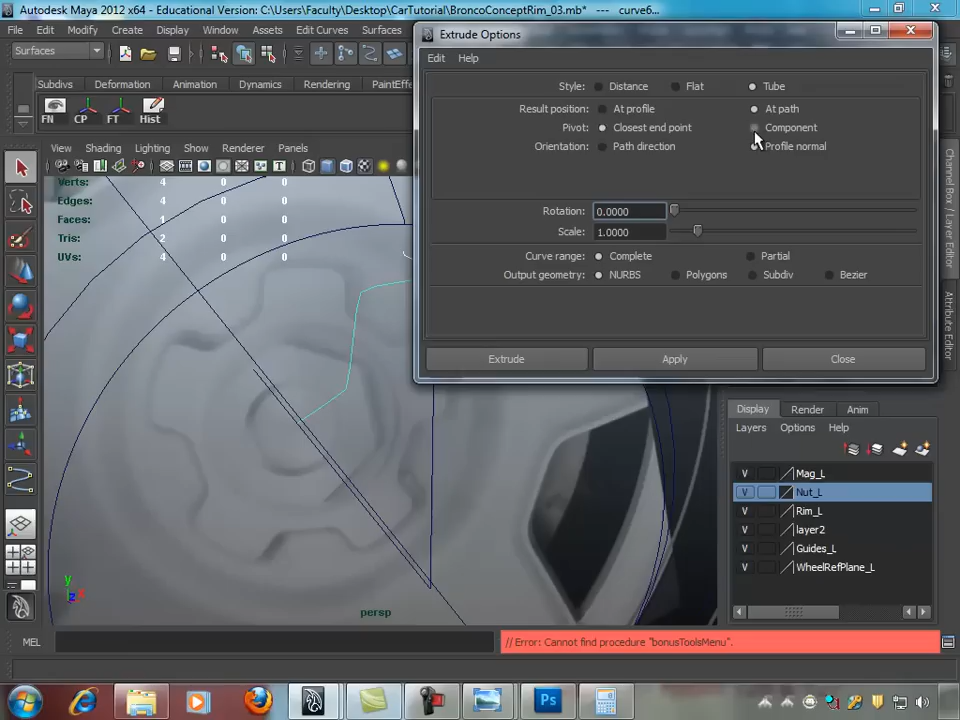 Autodesk Maya 2012 x64 - Educational Version: C:\Users\Faculty\Desktop\CarTutorial\BroncoConceptRim_03.mb* --- curve6...
File Edit Modify Create Display Window Assets Edit Curves Surfaces
Extrude Options
Surfaces
Edit Help
Subdivs Deformation Animation Dynamics Rendering PaintEffe
Style: Distance Flat Tube
FN CP FT Hist
Result position: At profile At path
Pivot: Closest end point Component
View Shading Lighting Show Renderer Panels
Orientation: Path direction Profile normal
Verts: 4 0 0
Edges: 4 0 0
Faces: 1 0 0
Tris: 2 0 0
UVs: 4 0 0
Rotation: 0.0000
Scale: 1.0000
Curve range: Complete Partial
Output geometry: NURBS Polygons Subdiv Bezier
Extrude Apply Close
Channel Box / Layer Editor
Attribute Editor
Display Render Anim
Layers Options Help
V Mag_L
V Nut_L
V Rim_L
V layer2
V Guides_L
V WheelRefPlane_L
y
z
persp
MEL // Error: Cannot find procedure "bonusToolsMenu".
Ps